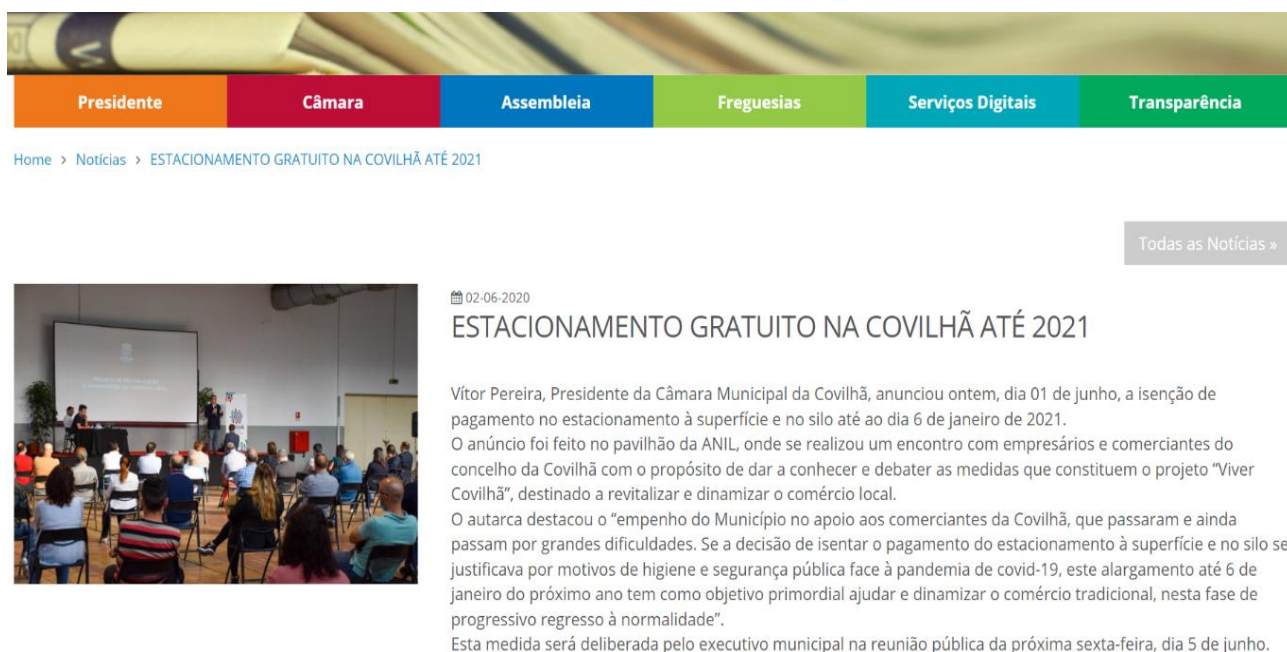 Presidente
Câmara
Assembleia
Freguesias
Serviços Digitais
Transparência
Home > Notícias > ESTACIONAMENTO GRATUITO NA COVILHÃ ATÉ 2021
Todas as Notícias »
02-06-2020
ESTACIONAMENTO GRATUITO NA COVILHÃ ATÉ 2021
Vítor Pereira, Presidente da Câmara Municipal da Covilhã, anunciou ontem, dia 01 de junho, a isenção de
pagamento no estacionamento à superfície e no silo até ao dia 6 de janeiro de 2021.
O anúncio foi feito no pavilhão da ANIL, onde se realizou um encontro com empresários e comerciantes do
concelho da Covilhã com o propósito de dar a conhecer e debater as medidas que constituem o projeto “Viver
Covilhã”, destinado a revitalizar e dinamizar o comércio local.
O autarca destacou o “empenho do Município no apoio aos comerciantes da Covilhã, que passaram e ainda
passam por grandes dificuldades. Se a decisão de isentar o pagamento do estacionamento à superfície e no silo se
justificava por motivos de higiene e segurança pública face à pandemia de covid-19, este alargamento até 6 de
janeiro do próximo ano tem como objetivo primordial ajudar e dinamizar o comércio tradicional, nesta fase de
progressivo regresso à normalidade”.
Esta medida será deliberada pelo executivo municipal na reunião pública da próxima sexta-feira, dia 5 de junho.